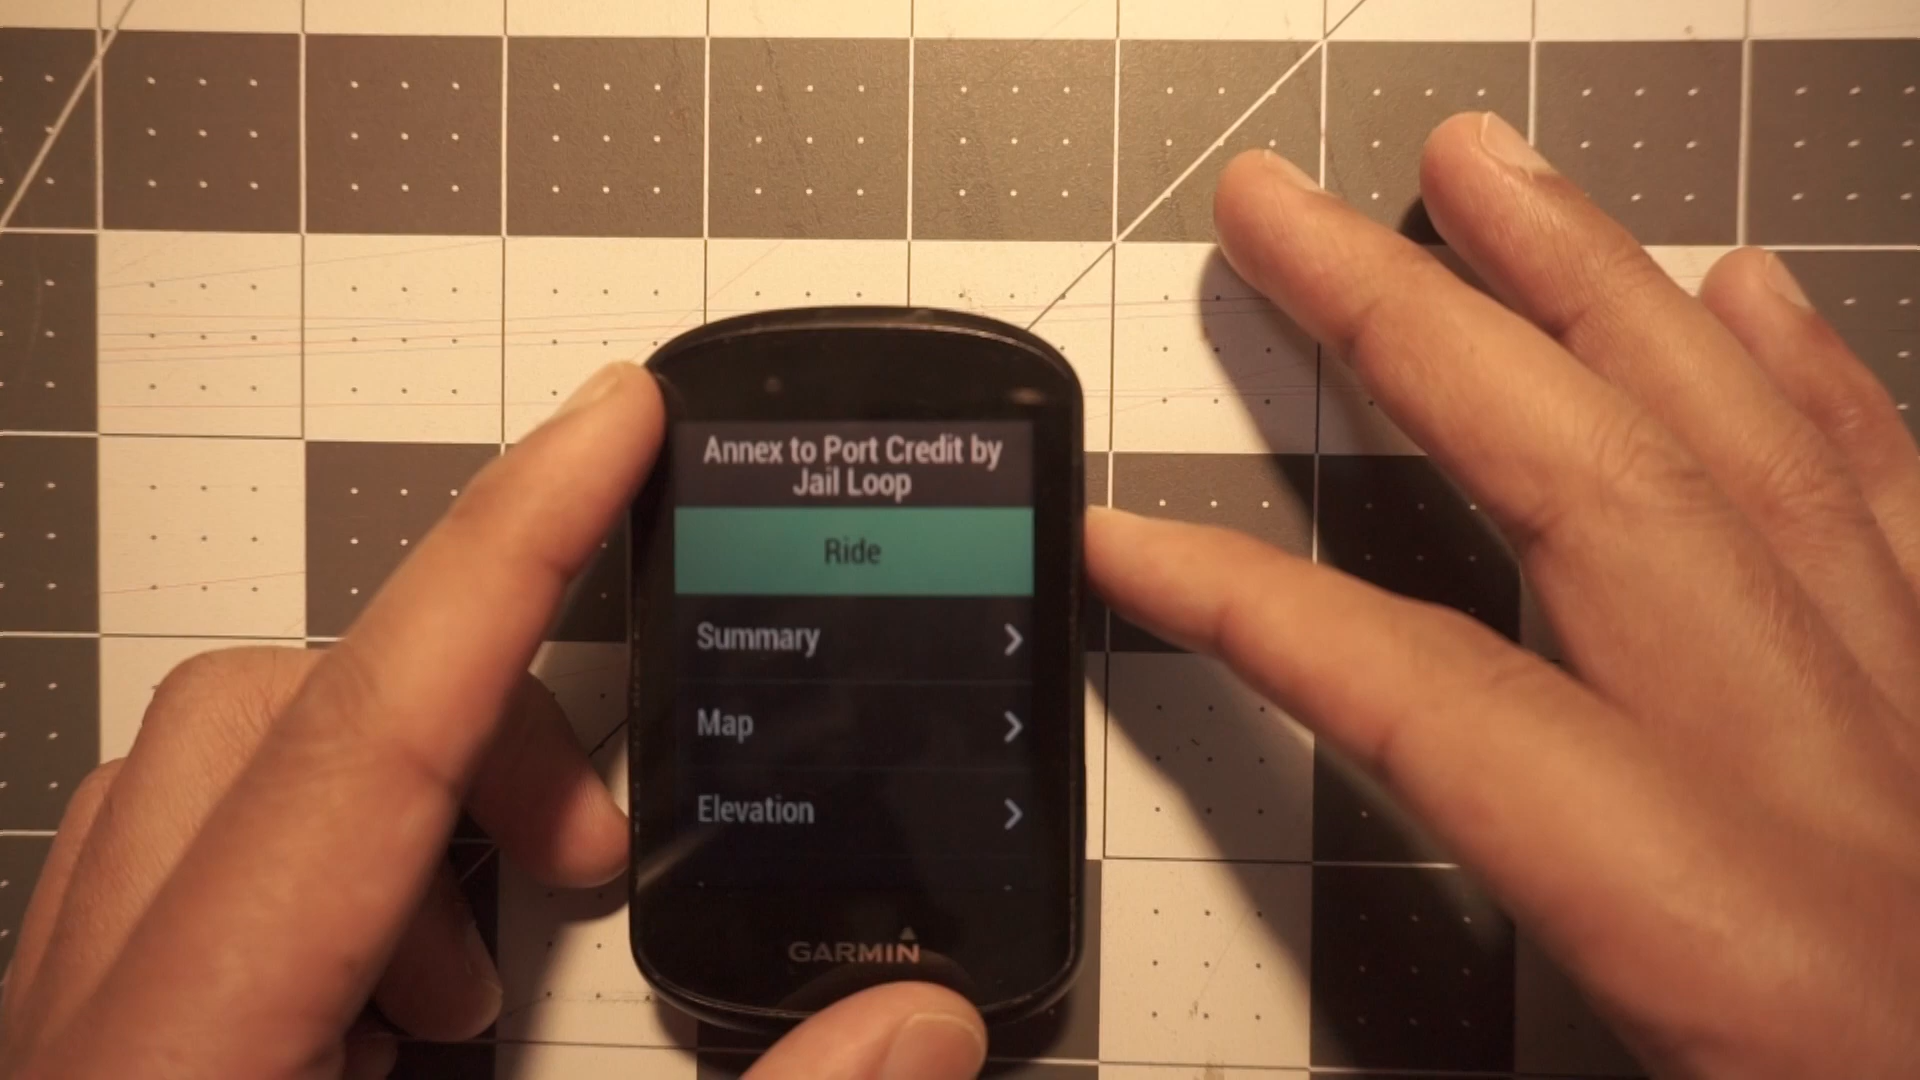 Annex to Port Credit by
Jail Loop
Ride
Summary
Map
Elevation
GARMIN